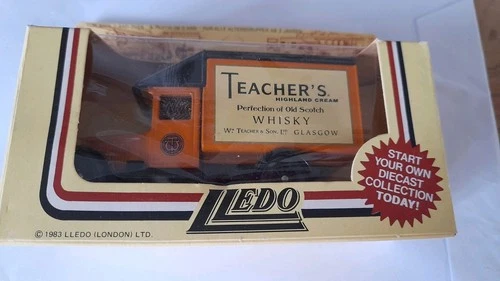 TEACHER'S
HIGHLAND CREAM
Perfection of Old Scotch
WHISKY
Wm TEACHER & SON. LTD GLASGOW
LLEDO
START
YOUR OWN
DIECAST
COLLECTION
TODAY!
© 1983 LLEDO (LONDON) LTD.